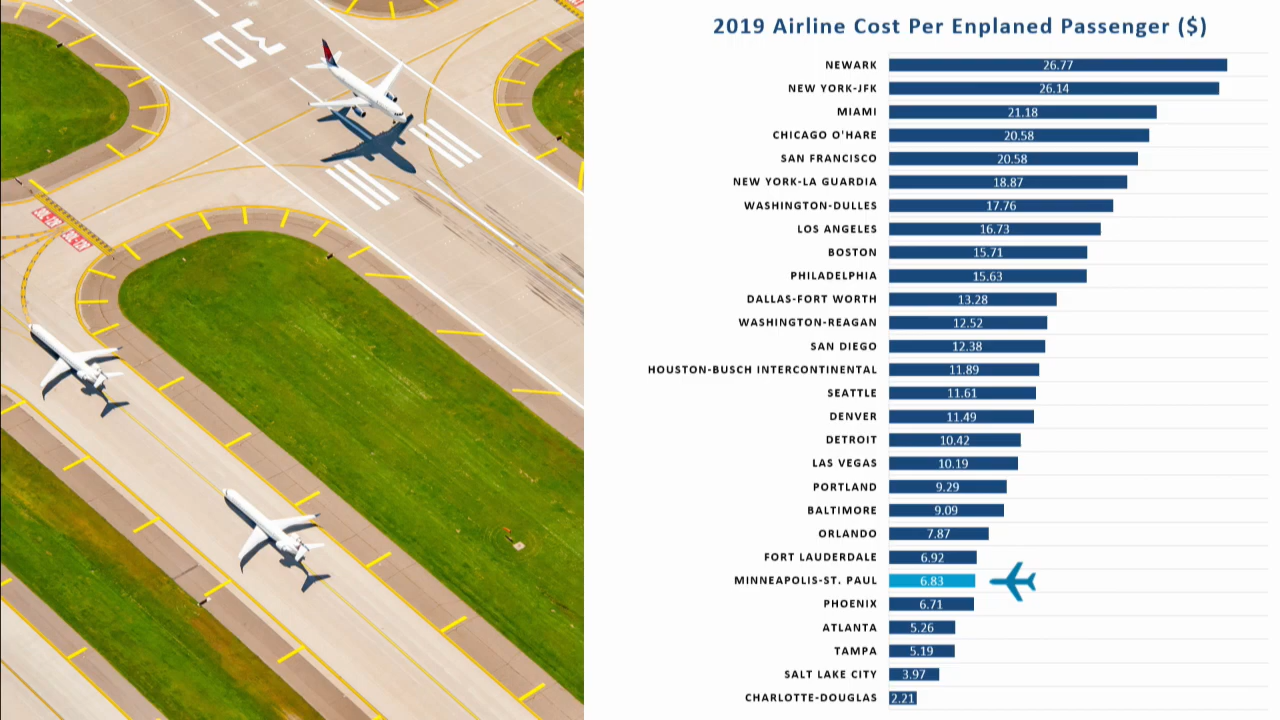 30
2019 Airline Cost Per Enplaned Passenger ($)
NEWARK 26.77
NEW YORK-JFK 26.14
MIAMI 21.18
CHICAGO O'HARE 20.58
SAN FRANCISCO 20.58
NEW YORK-LA GUARDIA 18.87
WASHINGTON-DULLES 17.76
LOS ANGELES 16.73
BOSTON 15.71
PHILADELPHIA 15.63
DALLAS-FORT WORTH 13.28
WASHINGTON-REAGAN 12.52
SAN DIEGO 12.38
HOUSTON-BUSCH INTERCONTINENTAL 11.89
SEATTLE 11.61
DENVER 11.49
DETROIT 10.42
LAS VEGAS 10.19
PORTLAND 9.29
BALTIMORE 9.09
ORLANDO 7.87
FORT LAUDERDALE 6.92
MINNEAPOLIS-ST. PAUL 6.83
PHOENIX 6.71
ATLANTA 5.26
TAMPA 5.19
SALT LAKE CITY 3.97
CHARLOTTE-DOUGLAS 2.21